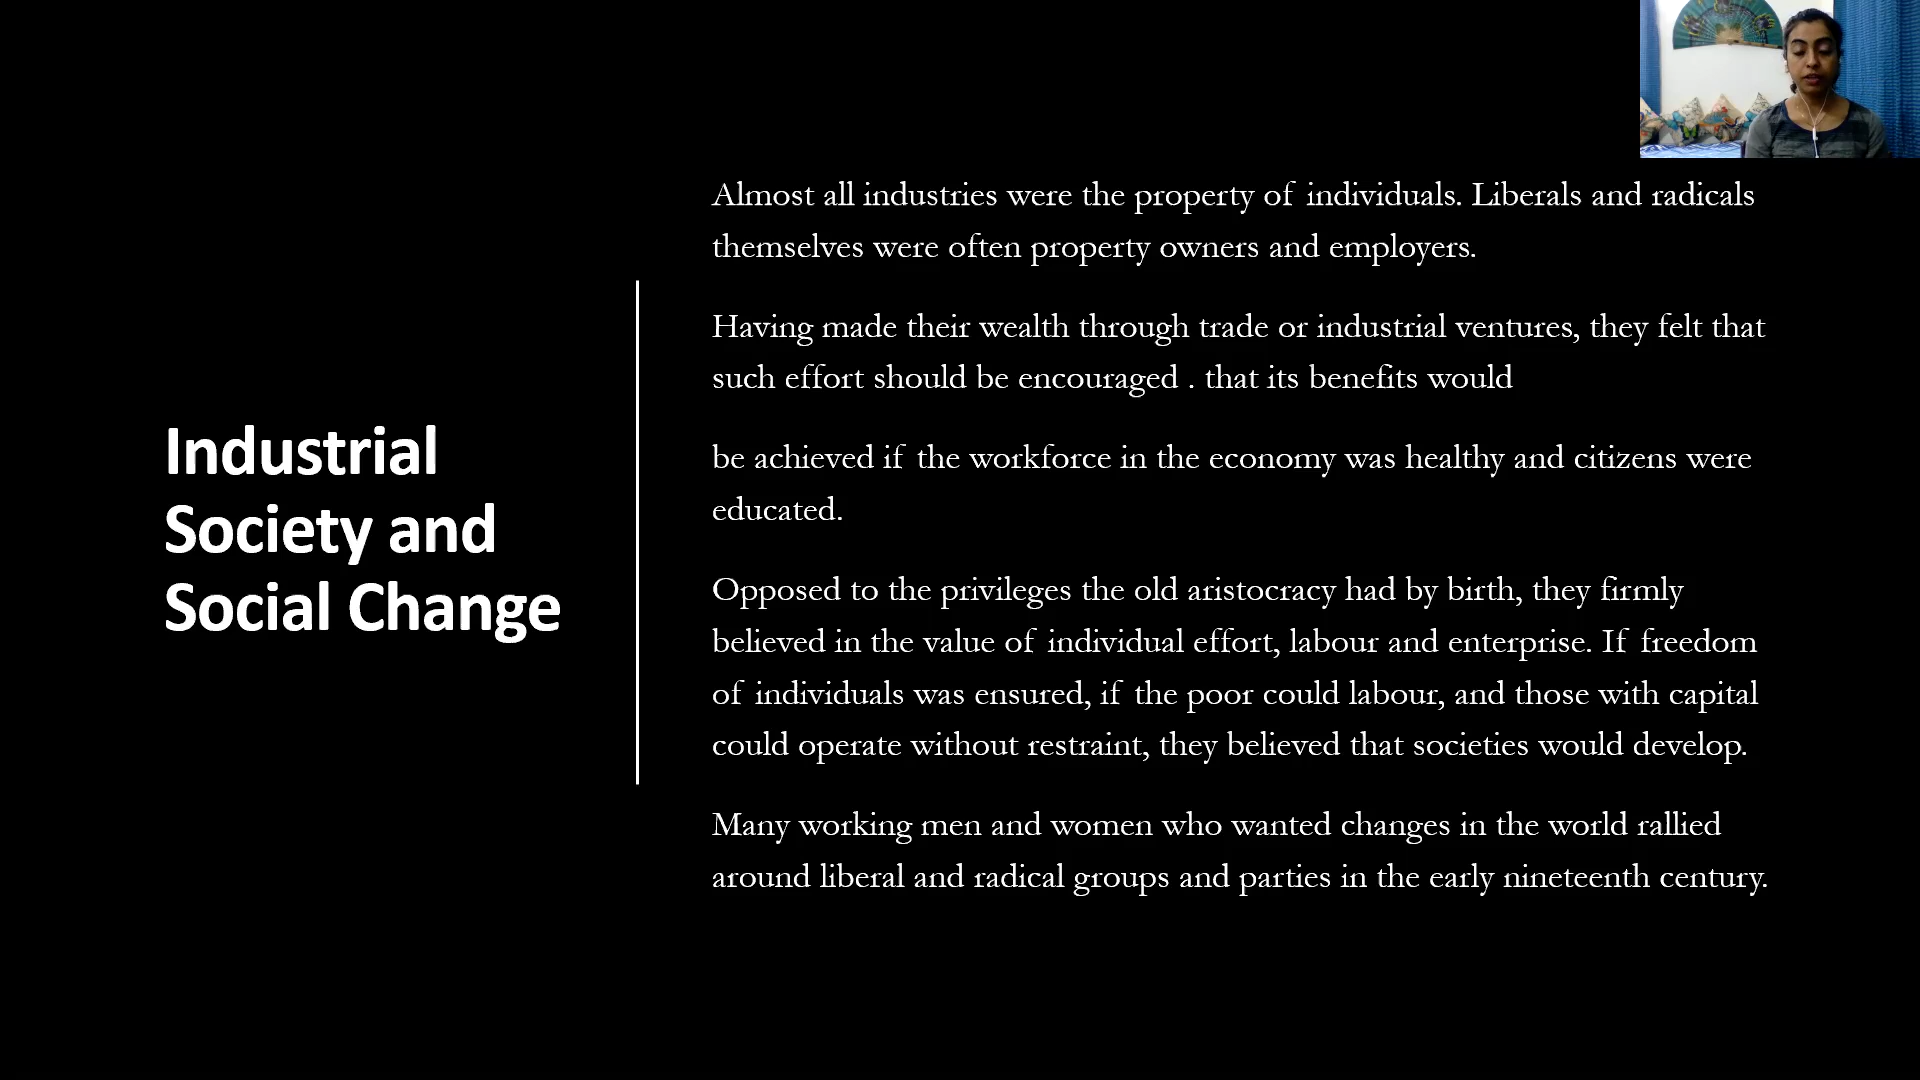 Industrial
Society and
Social Change
Almost all industries were the property of individuals. Liberals and radicals
themselves were often property owners and employers.
Having made their wealth through trade or industrial ventures, they felt that
such effort should be encouraged . that its benefits would
be achieved if the workforce in the economy was healthy and citizens were
educated.
Opposed to the privileges the old aristocracy had by birth, they firmly
believed in the value of individual effort, labour and enterprise. If freedom
of individuals was ensured, if the poor could labour, and those with capital
could operate without restraint, they believed that societies would develop.
Many working men and women who wanted changes in the world rallied
around liberal and radical groups and parties in the early nineteenth century.